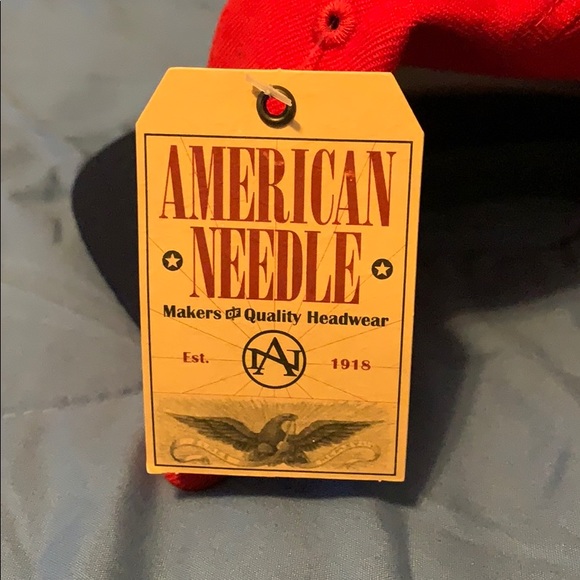 AMERICAN
NEEDLE
Makers OF Quality Headwear
Est. AN 1918